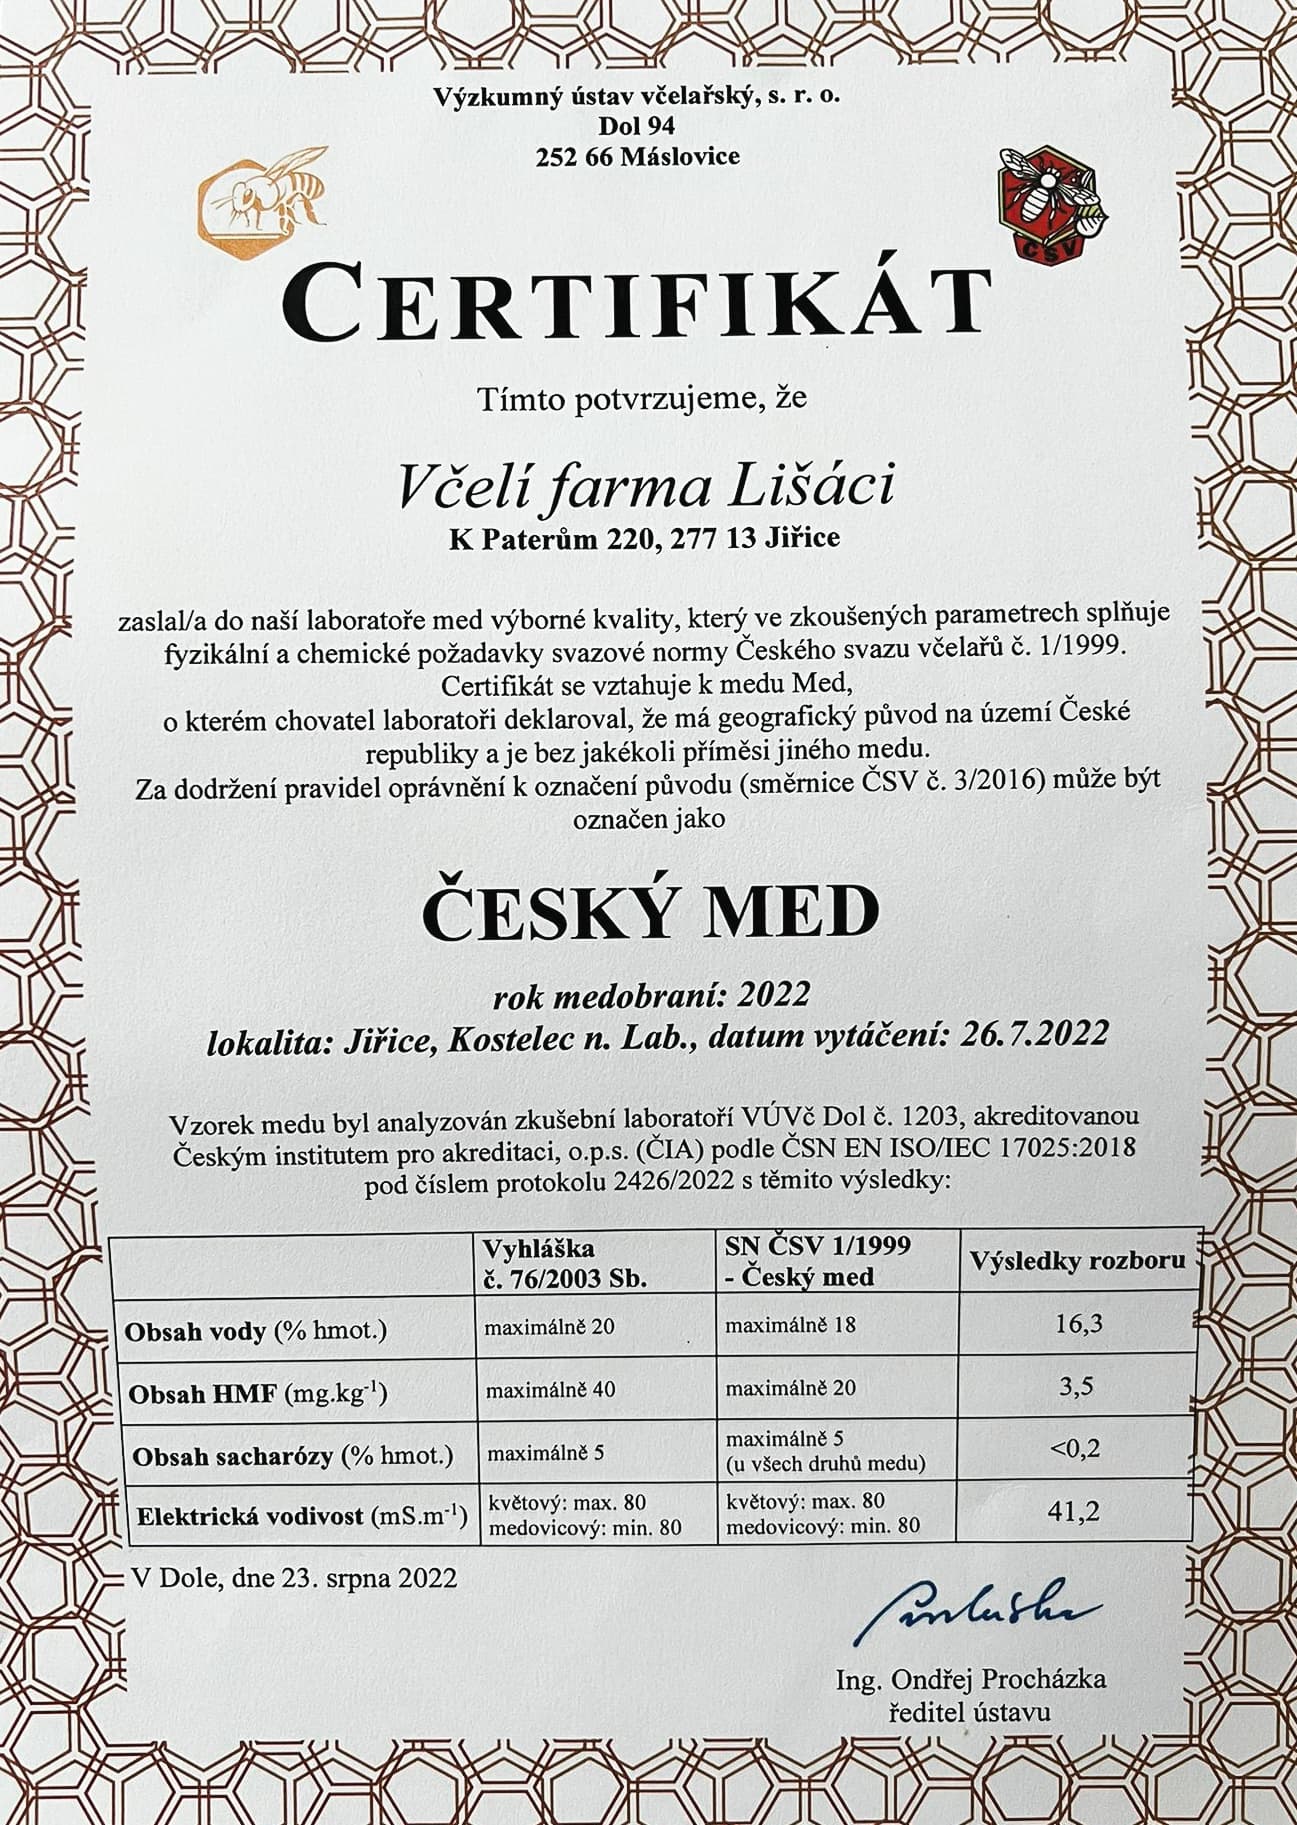 Výzkumný ústav včelařský, s. r. o.
Dol 94
252 66 Máslovice
ČSV
CERTIFIKÁT
Tímto potvrzujeme, že
Včelí farma Lišáci
K Paterům 220, 277 13 Jiřice
zaslal/a do naší laboratoře med výborné kvality, který ve zkoušených parametrech splňuje
fyzikální a chemické požadavky svazové normy Českého svazu včelařů č. 1/1999.
Certifikát se vztahuje k medu Med,
o kterém chovatel laboratoři deklaroval, že má geografický původ na území České
republiky a je bez jakékoli příměsi jiného medu.
Za dodržení pravidel oprávnění k označení původu (směrnice ČSV č. 3/2016) může být
označen jako
ČESKÝ MED
rok medobraní: 2022
lokalita: Jiřice, Kostelec n. Lab., datum vytáčení: 26.7.2022
Vzorek medu byl analyzován zkušební laboratoří VÚVč Dol č. 1203, akreditovanou
Českým institutem pro akreditaci, o.p.s. (ČIA) podle ČSN EN ISO/IEC 17025:2018
pod číslem protokolu 2426/2022 s těmito výsledky:
Vyhláška č. 76/2003 Sb. SN ČSV 1/1999 - Český med Výsledky rozboru
Obsah vody (% hmot.) maximálně 20 maximálně 18 16,3
Obsah HMF (mg.kg⁻¹) maximálně 40 maximálně 20 3,5
Obsah sacharózy (% hmot.) maximálně 5 maximálně 5 (u všech druhů medu) <0,2
Elektrická vodivost (mS.m⁻¹) květový: max. 80 medovicový: min. 80 květový: max. 80 medovicový: min. 80 41,2
V Dole, dne 23. srpna 2022
Ing. Ondřej Procházka
ředitel ústavu